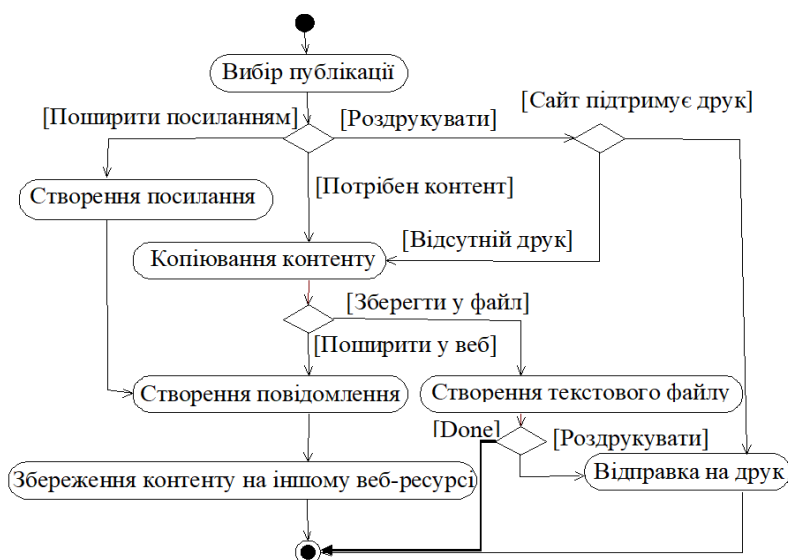 Вибір публікації
[Сайт підтримує друк]
[Поширити посиланням]
[Роздрукувати]
Створення посилання
[Потрібен контент]
[Відсутній друк]
Копіювання контенту
[Зберегти у файл]
[Поширити у веб]
Створення повідомлення
Створення текстового файлу
[Done]
[Роздрукувати]
Відправка на друк
Збереження контенту на іншому веб-ресурсі